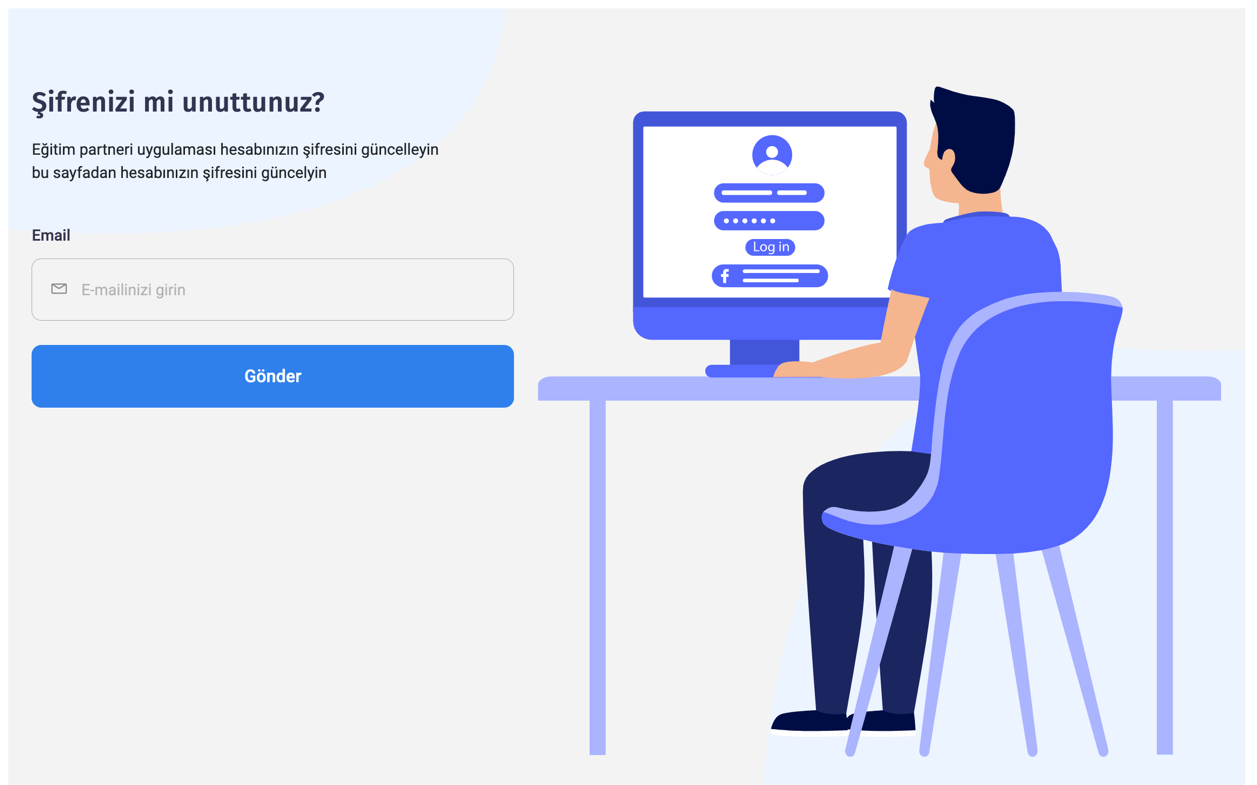 Şifrenizi mi unuttunuz?
Eğitim partneri uygulaması hesabınızın şifresini güncelleyin
bu sayfadan hesabınızın şifresini güncelyin
Email
E-mailinizi girin
Gönder
Log in